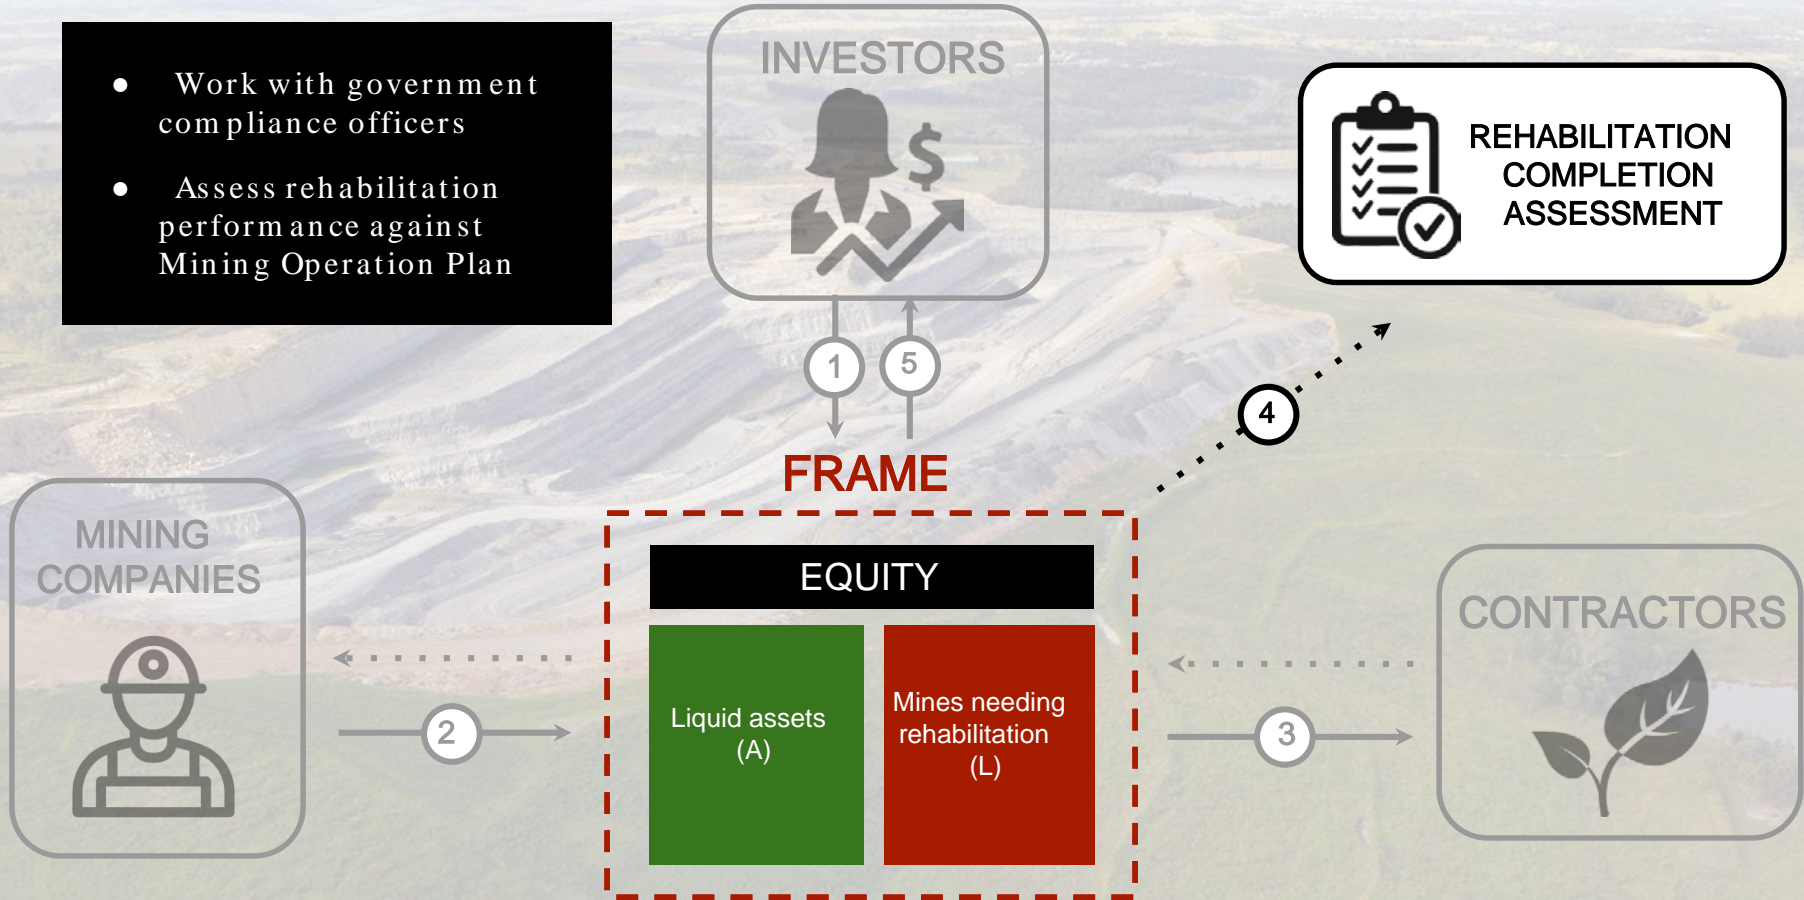 ● Work with government
compliance officers
● Assess rehabilitation
performance against
Mining Operation Plan
INVESTORS
$
REHABILITATION
COMPLETION
ASSESSMENT
1
5
4
FRAME
MINING
COMPANIES
EQUITY
CONTRACTORS
Liquid assets
(A)
Mines needing
rehabilitation
(L)
2
3